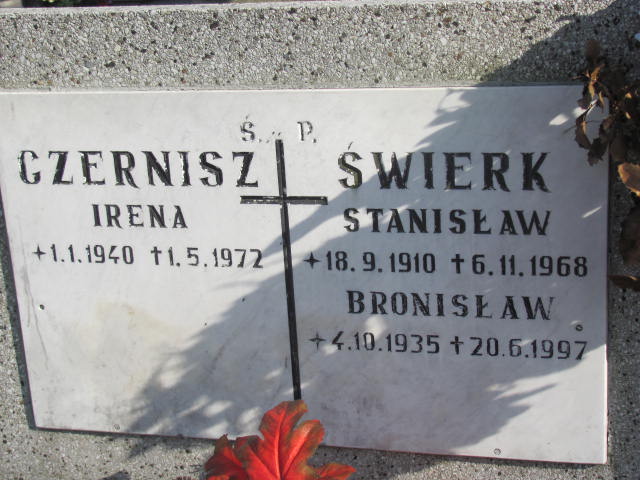 Ś. P.
CZERNISZ
IRENA
*1.1.1940 †1.5.1972
ŚWIERK
STANISŁAW
*18.9.1910 †6.11.1968
BRONISŁAW
*4.10.1935 †20.6.1997